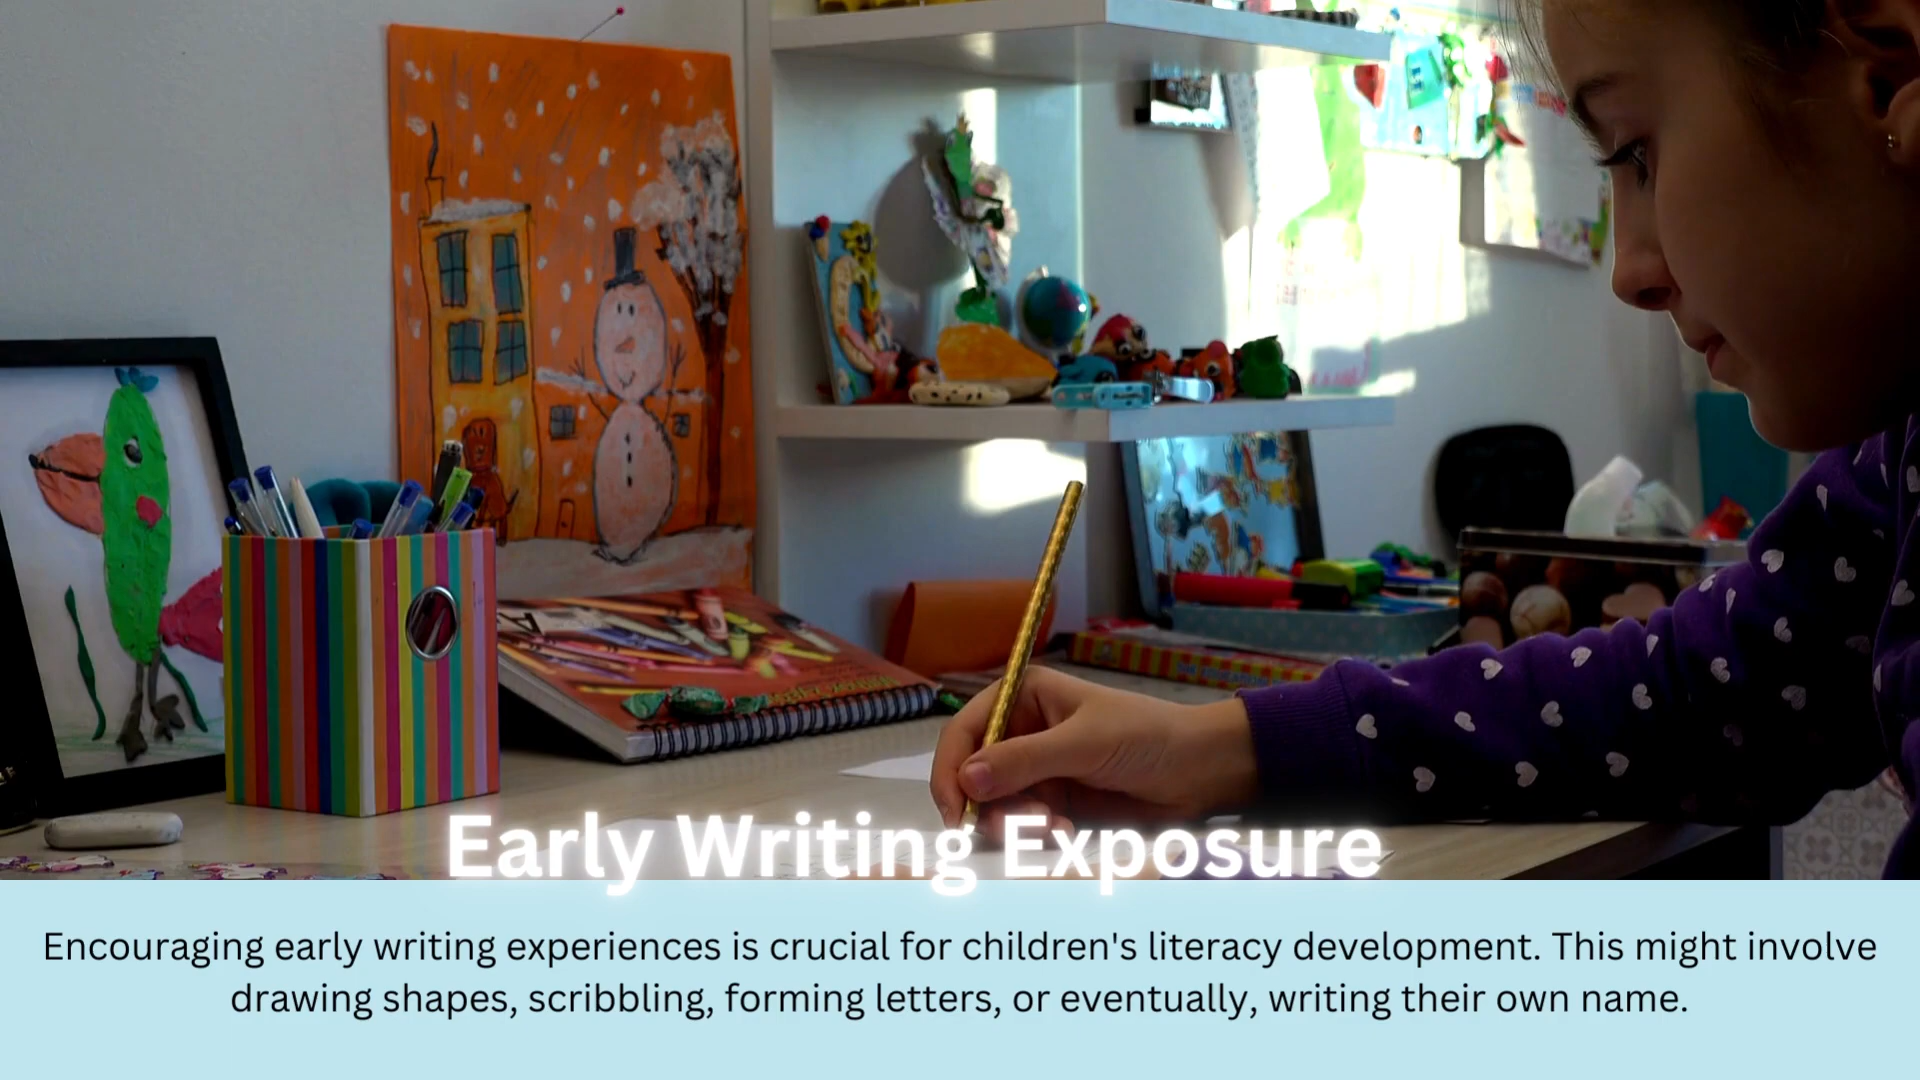 Early Writing Exposure
Encouraging early writing experiences is crucial for children's literacy development. This might involve
drawing shapes, scribbling, forming letters, or eventually, writing their own name.